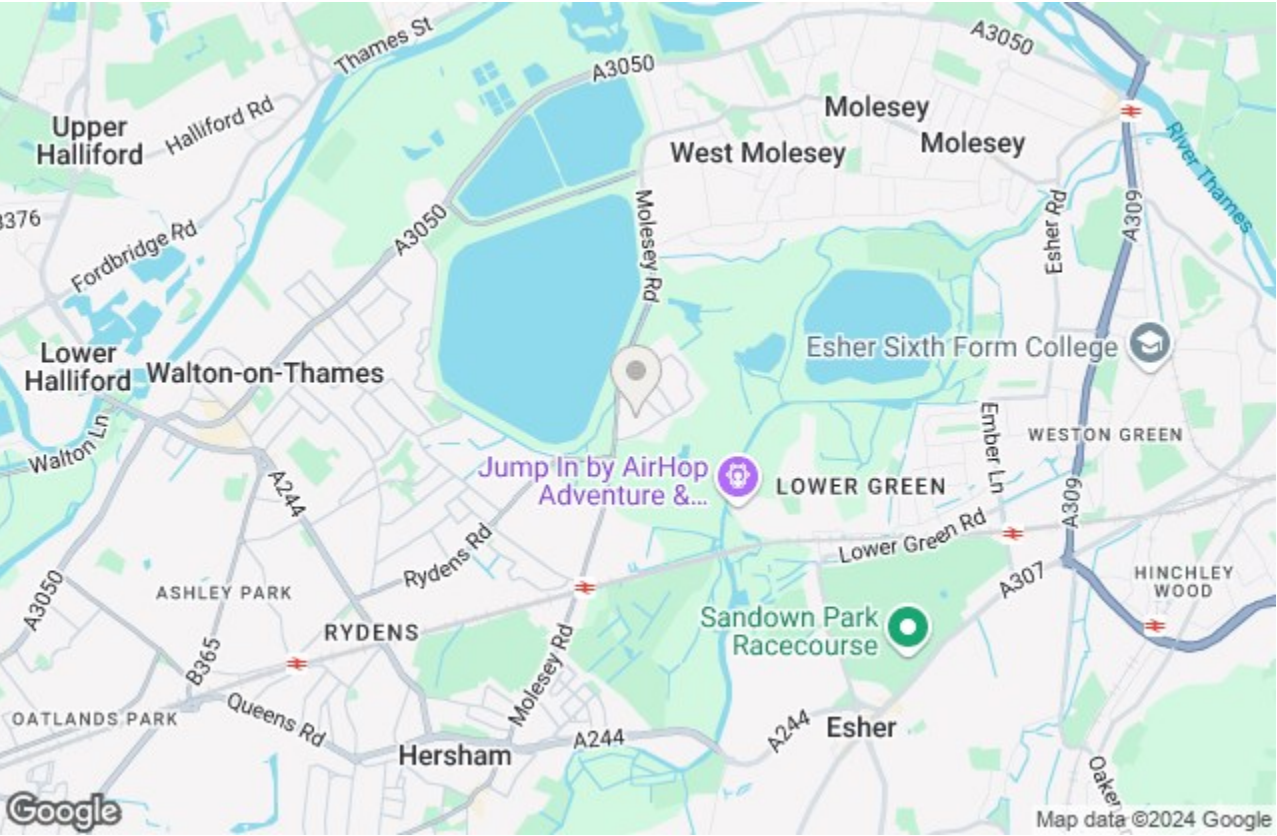 Thames St
A3050
A3050
Upper
Halliford
Halliford Rd
Molesey
Molesey
West Molesey
River Thames
B376
Fordbridge Rd
A3050
Molesey Rd
Esher Rd
A309
Lower
Halliford
Walton-on-Thames
Esher Sixth Form College
Walton Ln
A244
Ember Ln
WESTON GREEN
Jump In by AirHop
Adventure &...
LOWER GREEN
A309
Lower Green Rd
Rydens Rd
A3050
ASHLEY PARK
A307
HINCHLEY
WOOD
RYDENS
Sandown Park
Racecourse
B365
Molesey Rd
OATLANDS PARK
Queens Rd
Hersham
A244
A244
Esher
Google
Map data ©2024 Google